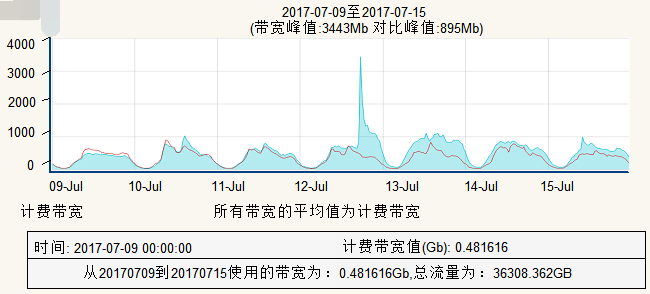 2017-07-09至2017-07-15
(带宽峰值:3443Mb 对比峰值:895Mb)
4000
3000
2000
1000
0
09-Jul 10-Jul 11-Jul 12-Jul 13-Jul 14-Jul 15-Jul
计费带宽 所有带宽的平均值为计费带宽
时间: 2017-07-09 00:00:00 计费带宽值(Gb): 0.481616
从20170709到20170715使用的带宽为：0.481616Gb,总流量为：36308.362GB